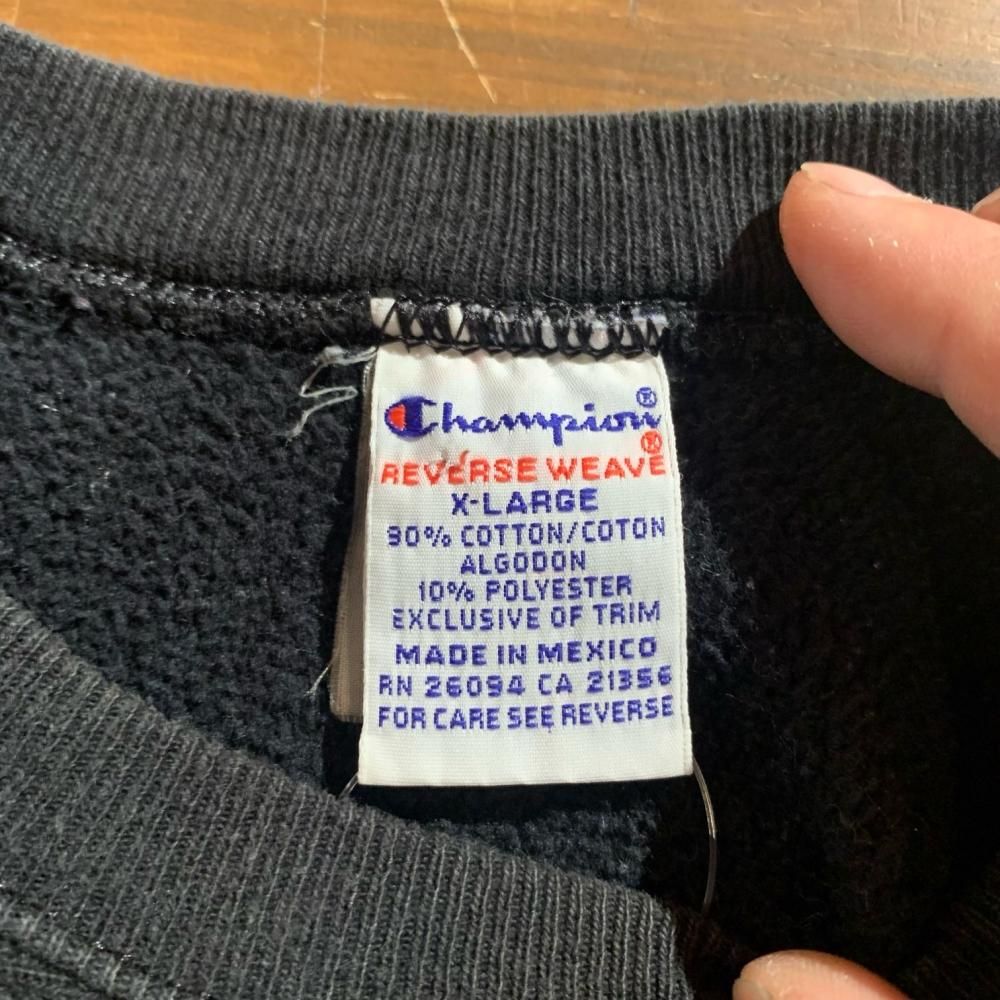 Champion®
REVERSE WEAVE®
X-LARGE
90% COTTON/COTON
ALGODON
10% POLYESTER
EXCLUSIVE OF TRIM
MADE IN MEXICO
RN 26094 CA 21356
FOR CARE SEE REVERSE